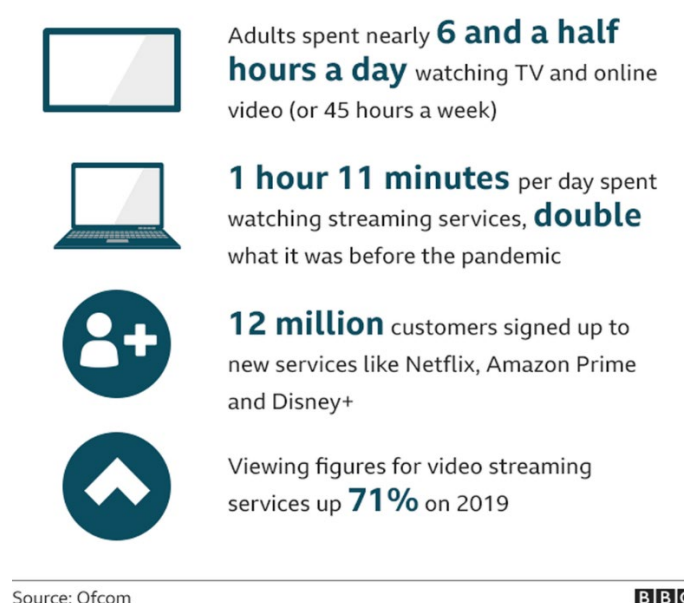 Adults spent nearly 6 and a half
hours a day watching TV and online
video (or 45 hours a week)
1 hour 11 minutes per day spent
watching streaming services, double
what it was before the pandemic
12 million customers signed up to
new services like Netflix, Amazon Prime
and Disney+
Viewing figures for video streaming
services up 71% on 2019
Source: Ofcom
BBC